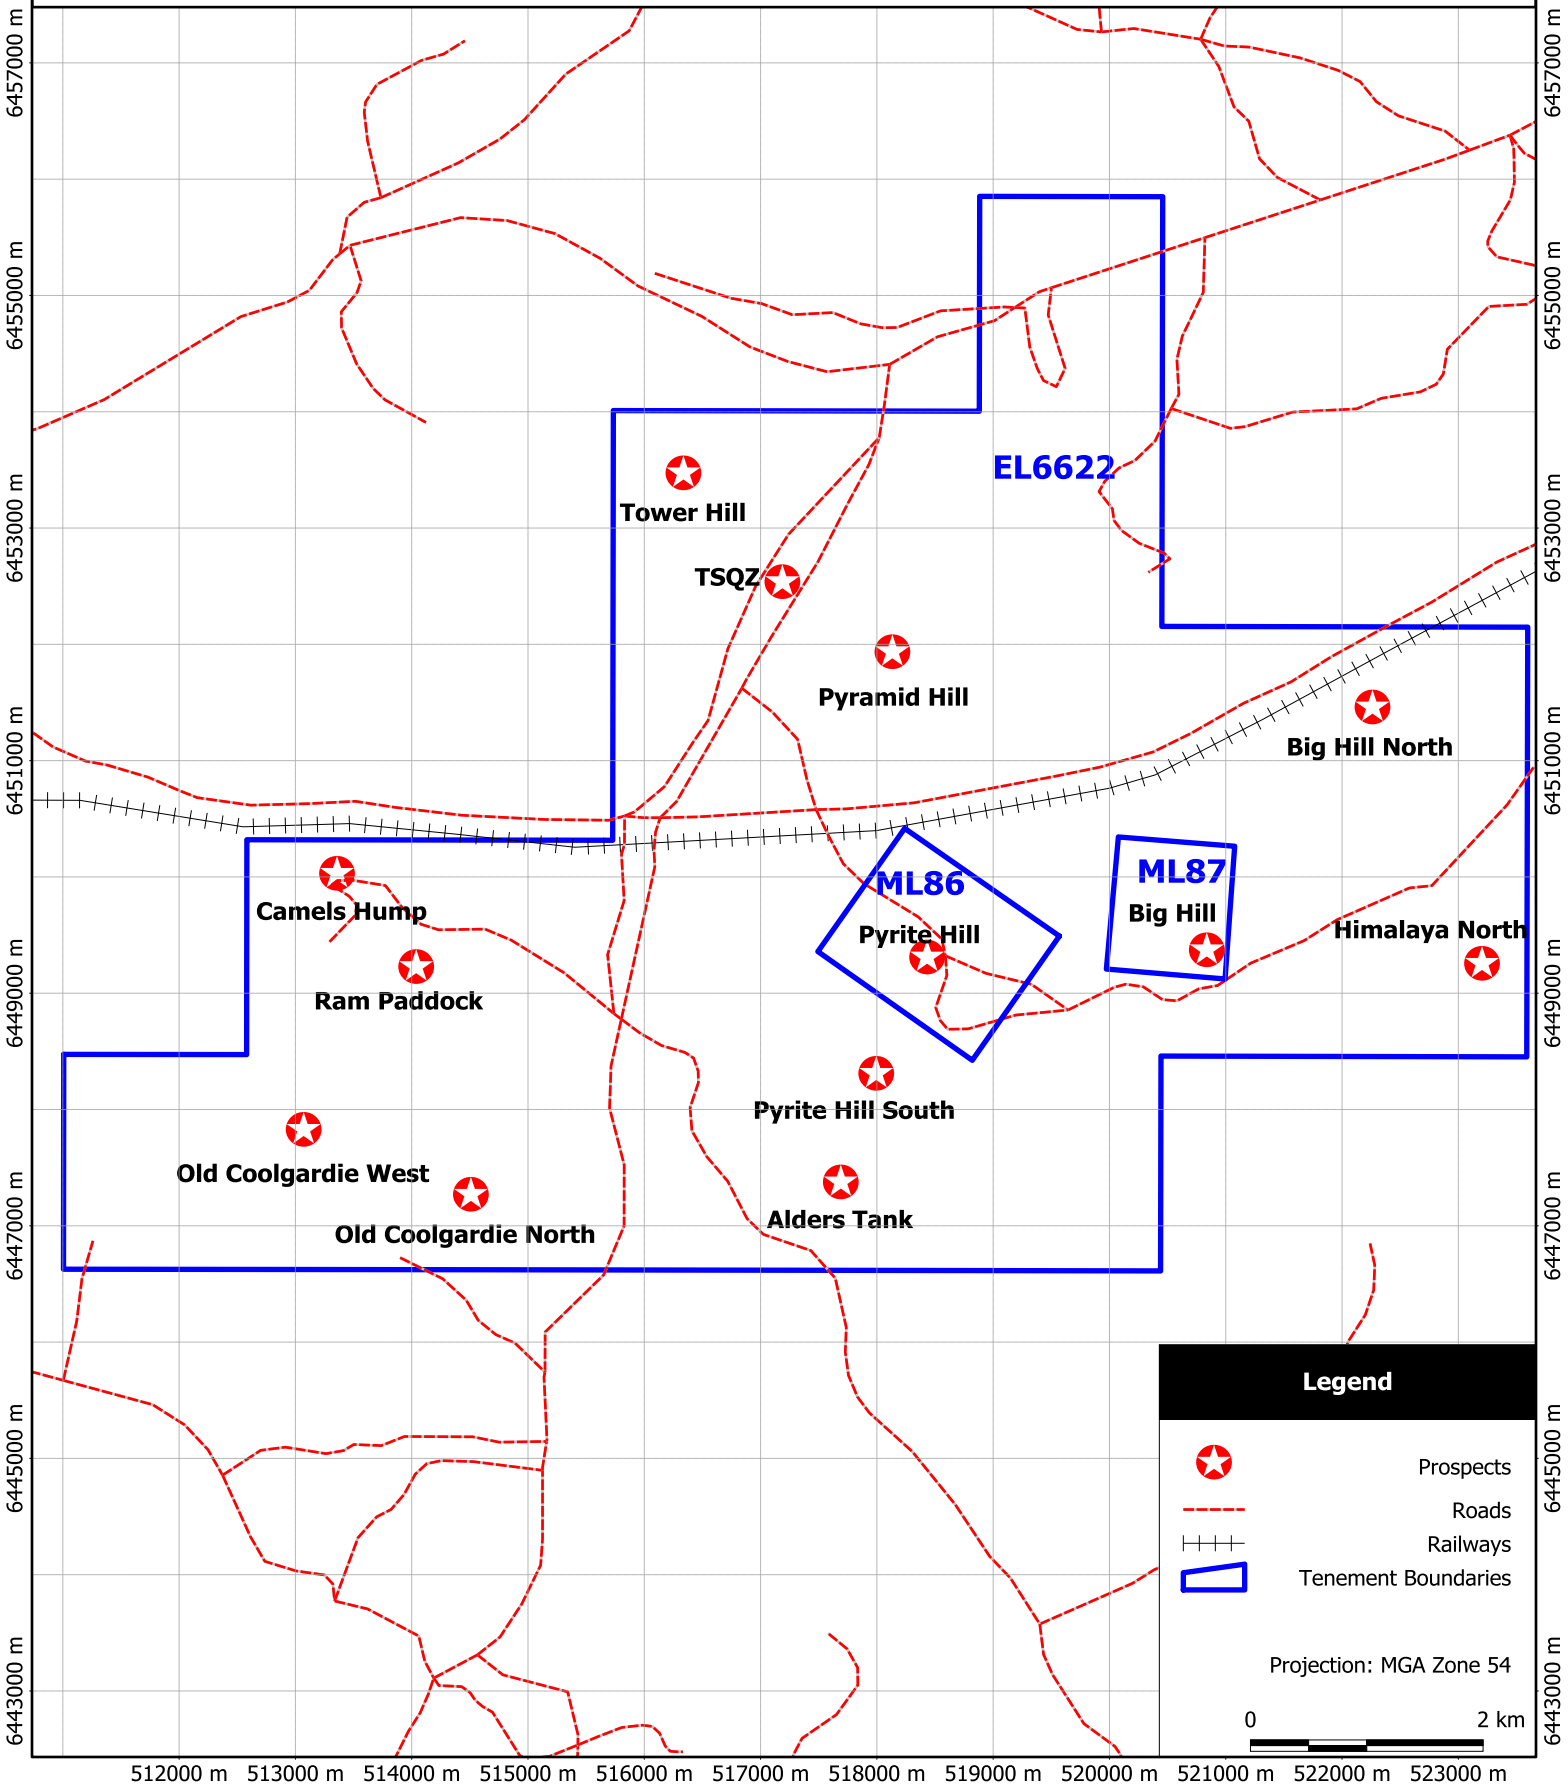 6457000 m
6457000 m
6455000 m
6455000 m
EL6622
Tower Hill
6453000 m
6453000 m
TSQZ
Pyramid Hill
Big Hill North
6451000 m
6451000 m
ML86
ML87
Camels Hump
Big Hill
Pyrite Hill
Himalaya North
Ram Paddock
6449000 m
6449000 m
Pyrite Hill South
Old Coolgardie West
Alders Tank
Old Coolgardie North
6447000 m
6447000 m
Legend
Prospects
Roads
Railways
Tenement Boundaries
6445000 m
6445000 m
Projection: MGA Zone 54
0 2 km
6443000 m
6443000 m
512000 m 513000 m 514000 m 515000 m 516000 m 517000 m 518000 m 519000 m 520000 m 521000 m 522000 m 523000 m